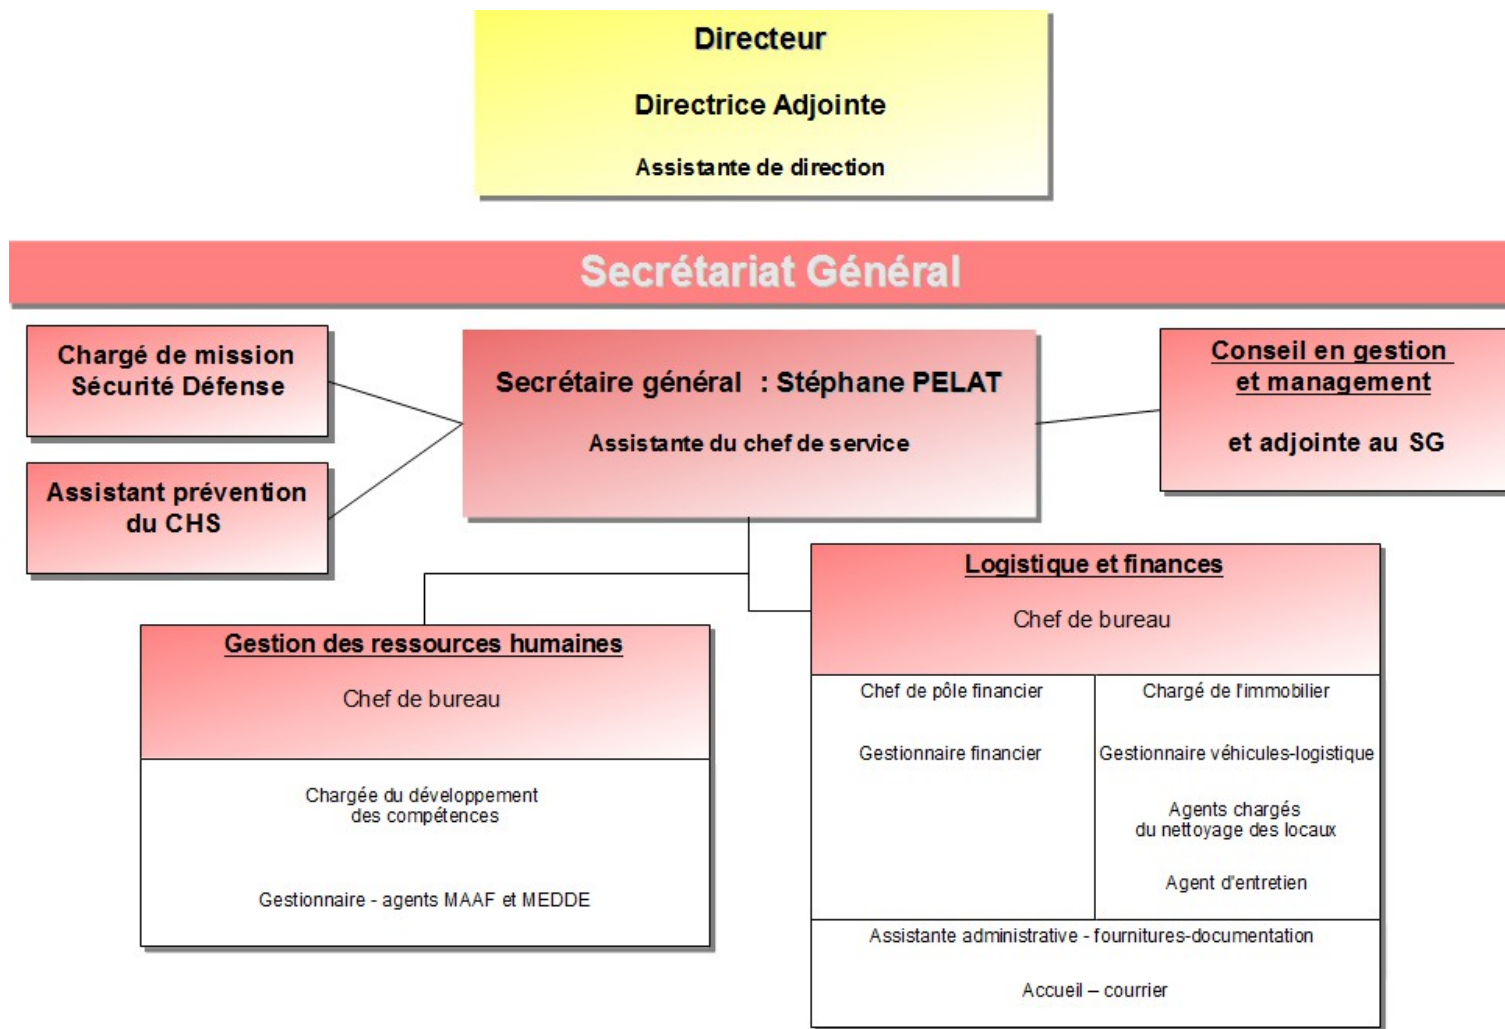 Directeur
Directrice Adjointe
Assistante de direction
Secrétariat Général
Chargé de mission
Sécurité Défense
Assistant prévention
du CHS
Secrétaire général : Stéphane PELAT
Assistante du chef de service
Conseil en gestion
et management
et adjointe au SG
Gestion des ressources humaines
Chef de bureau
Chargée du développement
des compétences
Gestionnaire - agents MAAF et MEDDE
Logistique et finances
Chef de bureau
Chef de pôle financier
Gestionnaire financier
Chargé de l'immobilier
Gestionnaire véhicules-logistique
Agents chargés
du nettoyage des locaux
Agent d'entretien
Assistante administrative - fournitures-documentation
Accueil – courrier